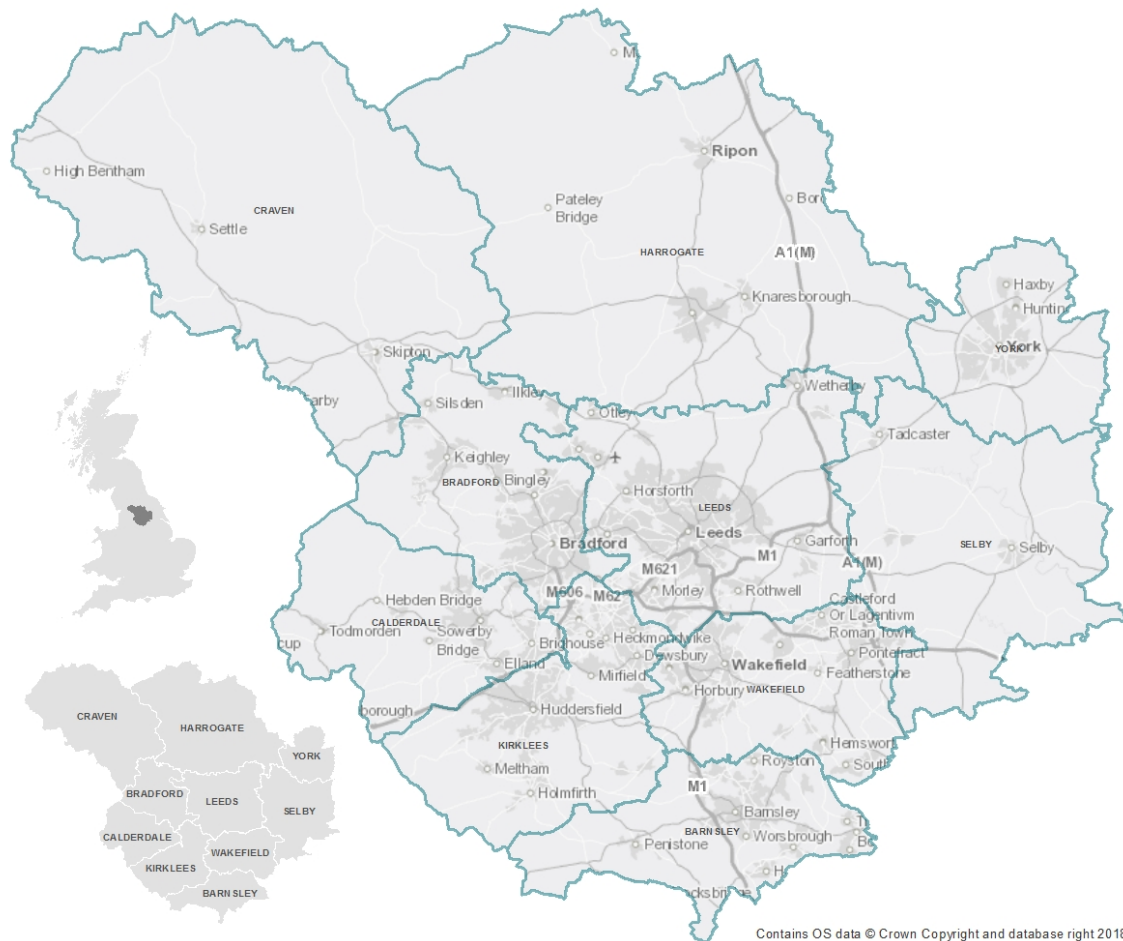 M
Ripon
High Bentham
Pateley
Bridge
Boro
CRAVEN
Settle
HARROGATE
A1(M)
Haxby
Knaresborough
Huntin
YORK
York
Skipton
Wetherby
Ilkley
arby
Silsden
Otley
Tadcaster
Keighley
BRADFORD
Bingley
Horsforth
LEEDS
Leeds
Bradford
Garforth
SELBY
Selby
M1
A1(M)
M621
M606
M62
Morley
Rothwell
Castleford
Or Lagentivm
Roman Town
Hebden Bridge
CALDERDALE
Todmorden
Sowerby
Bridge
Brighouse
Heckmondwike
cup
Dewsbury
Pontefract
Elland
Wakefield
Mirfield
Featherstone
Horbury
WAKEFIELD
borough
Huddersfield
KIRKLEES
Hemswor
South
Royston
Meltham
M1
Holmfirth
Barnsley
BARNSLEY
Worsbrough
Penistone
H
cksbridge
CRAVEN
HARROGATE
YORK
BRADFORD
LEEDS
SELBY
CALDERDALE
WAKEFIELD
KIRKLEES
BARNSLEY
Contains OS data © Crown Copyright and database right 2018